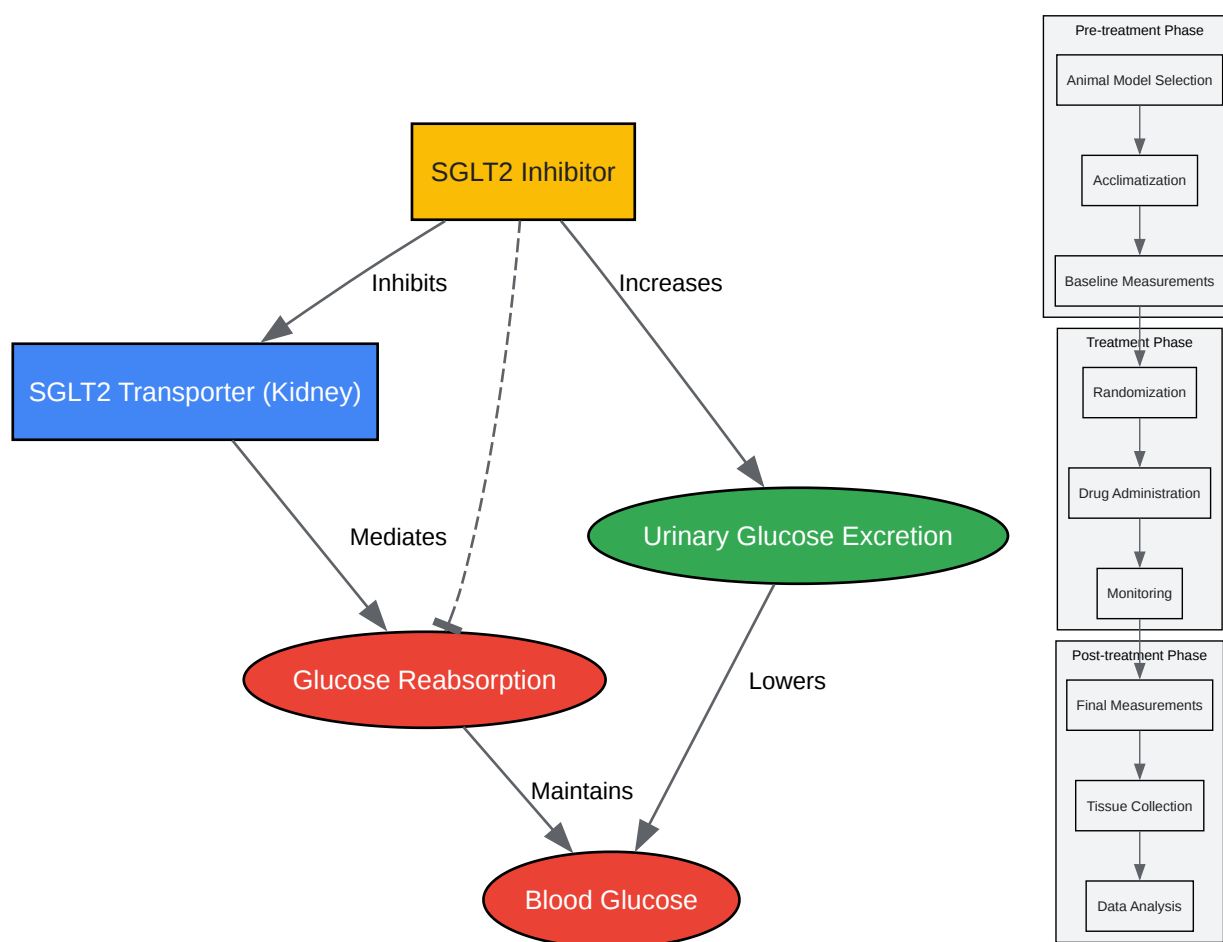 SGLT2 Inhibitor
Inhibits
Increases
SGLT2 Transporter (Kidney)
Mediates
Urinary Glucose Excretion
Glucose Reabsorption
Lowers
Maintains
Blood Glucose
Pre-treatment Phase
Animal Model Selection
Acclimatization
Baseline Measurements
Treatment Phase
Randomization
Drug Administration
Monitoring
Post-treatment Phase
Final Measurements
Tissue Collection
Data Analysis